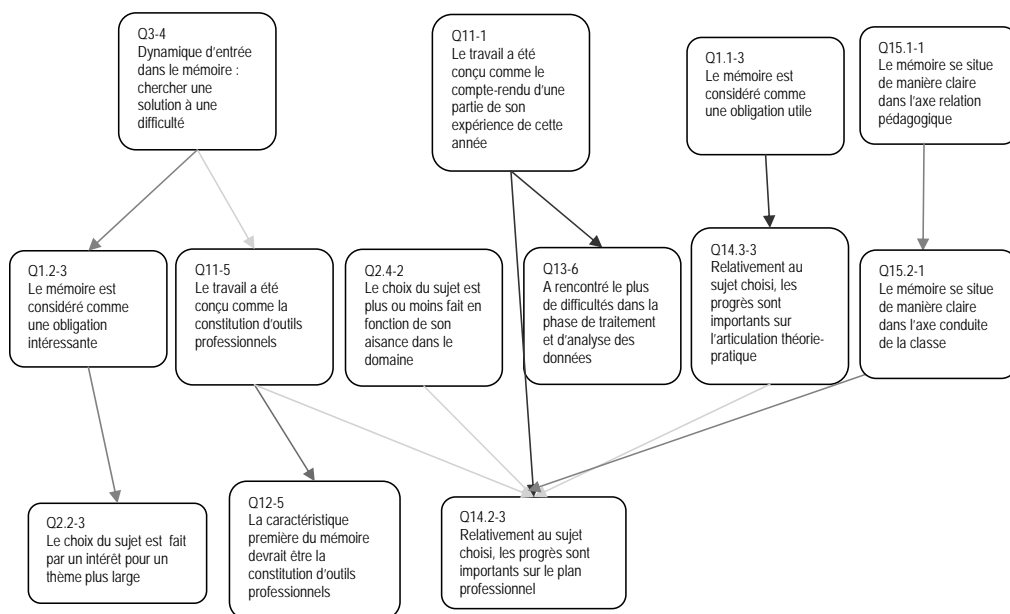 Q3-4
Dynamique d'entrée
dans le mémoire :
chercher une
solution à une
difficulté
Q11-1
Le travail a été
conçu comme le
compte-rendu d'une
partie de son
expérience de cette
année
Q1.1-3
Le mémoire est
considéré comme
une obligation utile
Q15.1-1
Le mémoire se situe
de manière claire
dans l'axe relation
pédagogique
Q1.2-3
Le mémoire est
considéré comme
une obligation
intéressante
Q11-5
Le travail a été
conçu comme la
constitution d'outils
professionnels
Q2.4-2
Le choix du sujet est
plus ou moins fait en
fonction de son
aisance dans le
domaine
Q13-6
A rencontré le plus
de difficultés dans la
phase de traitement
et d'analyse des
données
Q14.3-3
Relativement au
sujet choisi, les
progrès sont
importants sur
l'articulation théorie-
pratique
Q15.2-1
Le mémoire se situe
de manière claire
dans l'axe conduite
de la classe
Q2.2-3
Le choix du sujet est fait
par un intérêt pour un
thème plus large
Q12-5
La caractéristique
première du mémoire
devrait être la
constitution d'outils
professionnels
Q14.2-3
Relativement au sujet
choisi, les progrès sont
importants sur le plan
professionnel